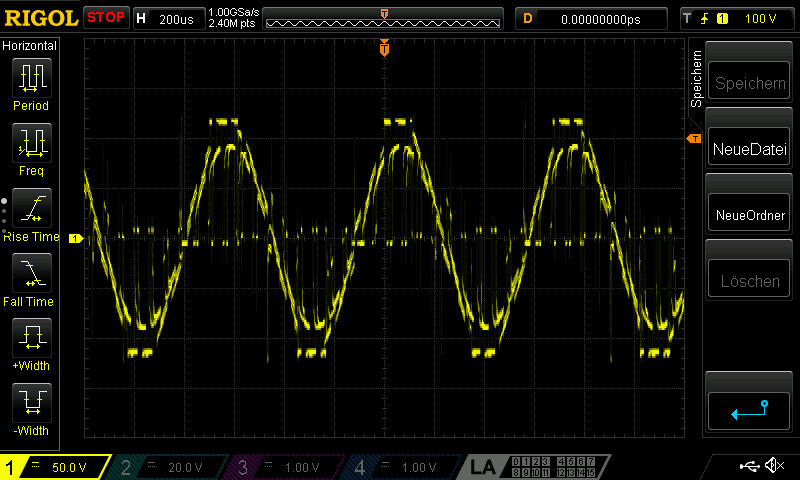 RIGOL STOP H 200us 1.00GSa/s 2.40M pts T D 0.00000000ps T 1 100 V
Horizontal
Period
Freq
Rise Time
Fall Time
+Width
-Width
T
T
1
Speichern
Speichern
NeueDatei
NeueOrdner
Löschen
1 50.0 V 2 20.0 V 3 1.00 V 4 1.00 V LA 0 1 2 3 4 5 6 7
8 9 10 11 12 13 14 15